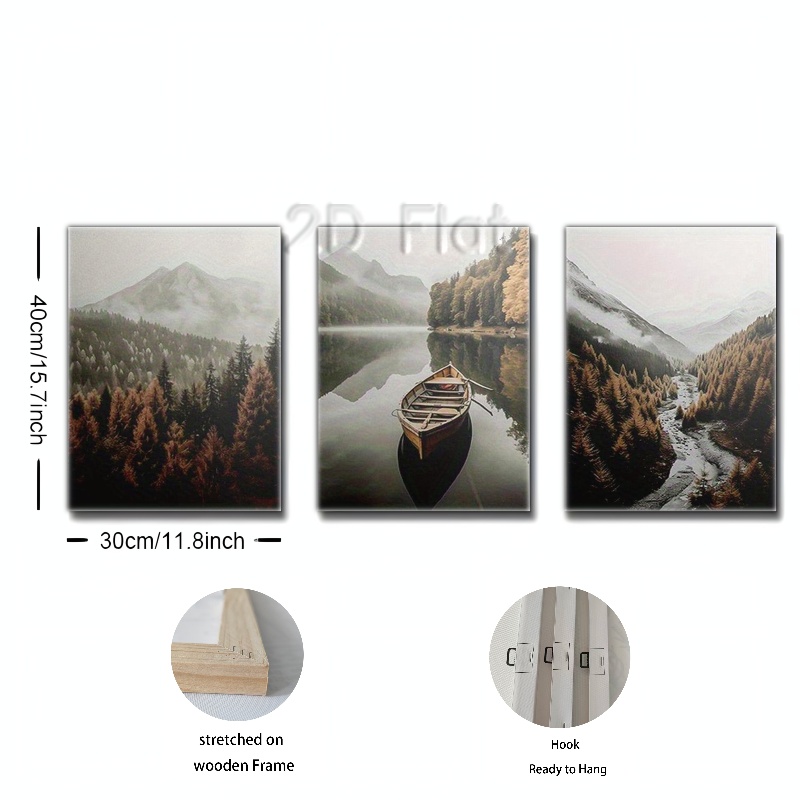 2D Flat
40cm/15.7inch
30cm/11.8inch
stretched on
wooden Frame
Hook
Ready to Hang